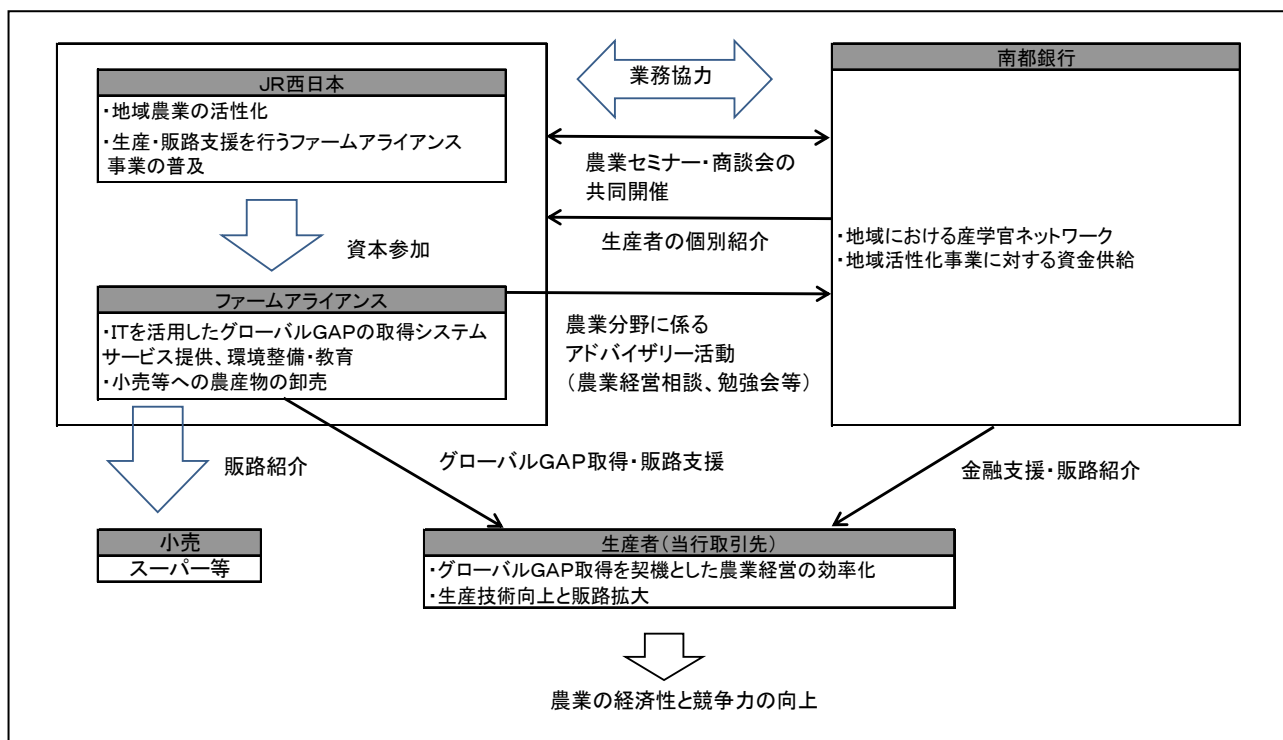 JR西日本
・地域農業の活性化
・生産・販路支援を行うファームアライアンス
事業の普及
資本参加
ファームアライアンス
・ITを活用したグローバルGAPの取得システム
サービス提供、環境整備・教育
・小売等への農産物の卸売
業務協力
農業セミナー・商談会の
共同開催
生産者の個別紹介
農業分野に係る
アドバイザリー活動
（農業経営相談、勉強会等）
南都銀行
・地域における産学官ネットワーク
・地域活性化事業に対する資金供給
販路紹介
グローバルGAP取得・販路支援
金融支援・販路紹介
小売
スーパー等
生産者（当行取引先）
・グローバルGAP取得を契機とした農業経営の効率化
・生産技術向上と販路拡大
農業の経済性と競争力の向上